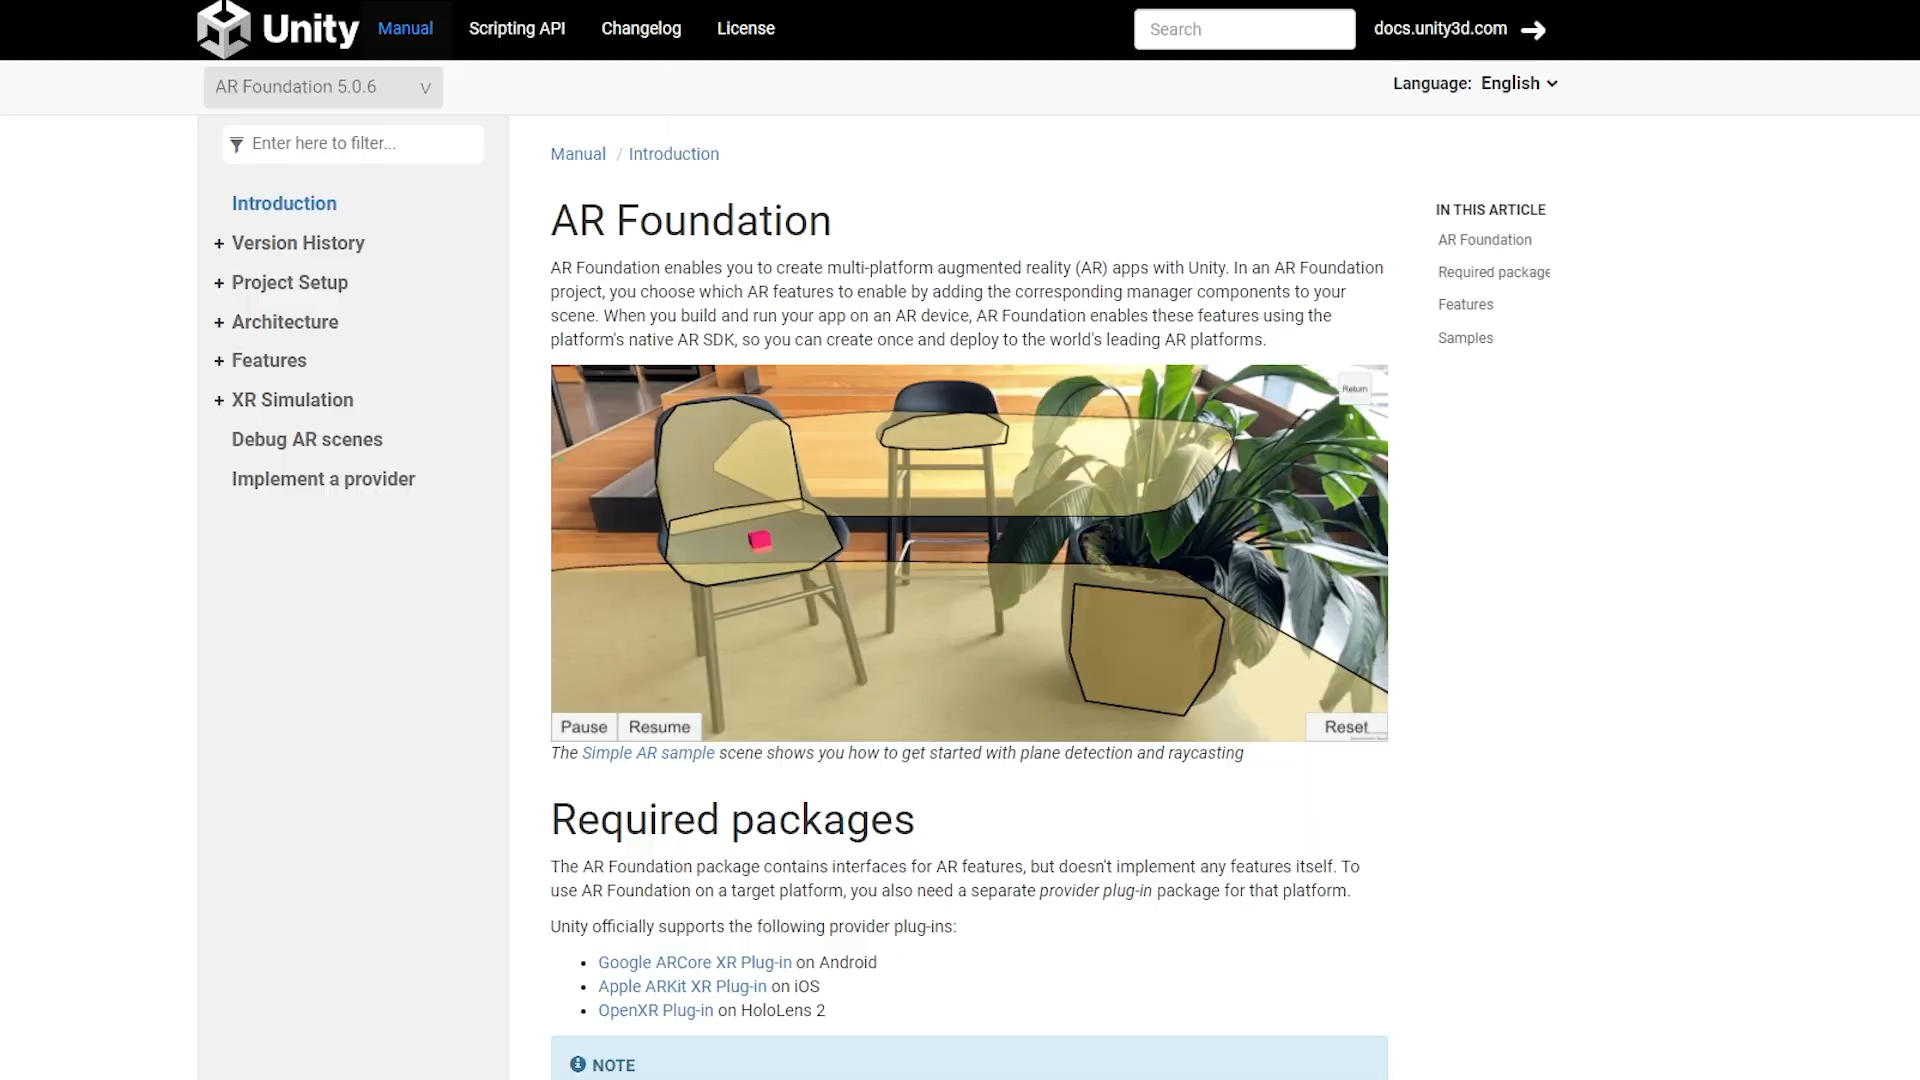 Unity
Manual
Scripting API
Changelog
License
Search
docs.unity3d.com
AR Foundation 5.0.6
Language: English
Enter here to filter...
Introduction
+ Version History
+ Project Setup
+ Architecture
+ Features
+ XR Simulation
Debug AR scenes
Implement a provider
Manual / Introduction
AR Foundation
AR Foundation enables you to create multi-platform augmented reality (AR) apps with Unity. In an AR Foundation
project, you choose which AR features to enable by adding the corresponding manager components to your
scene. When you build and run your app on an AR device, AR Foundation enables these features using the
platform's native AR SDK, so you can create once and deploy to the world's leading AR platforms.
Return
Pause
Resume
Reset
The Simple AR sample scene shows you how to get started with plane detection and raycasting
Required packages
The AR Foundation package contains interfaces for AR features, but doesn't implement any features itself. To
use AR Foundation on a target platform, you also need a separate provider plug-in package for that platform.
Unity officially supports the following provider plug-ins:
• Google ARCore XR Plug-in on Android
• Apple ARKit XR Plug-in on iOS
• OpenXR Plug-in on HoloLens 2
NOTE
IN THIS ARTICLE
AR Foundation
Required package
Features
Samples